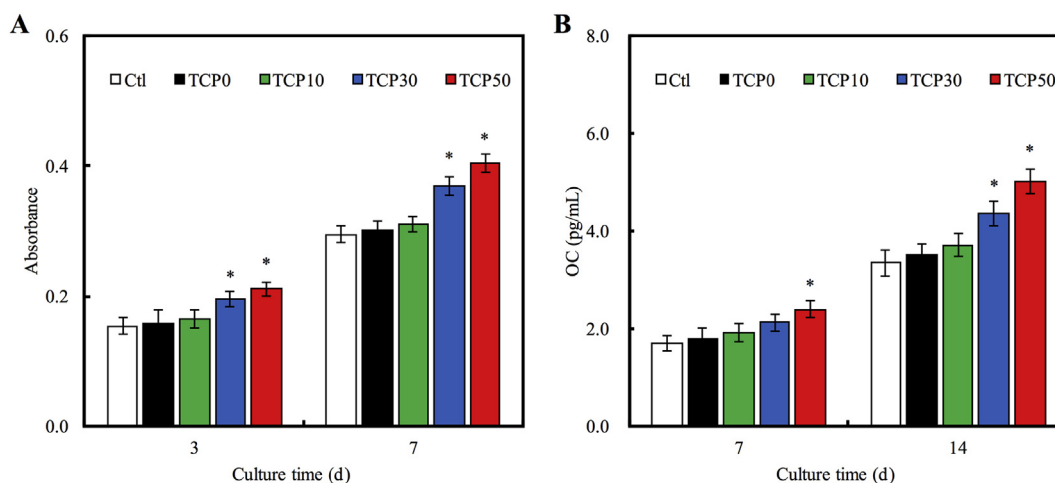 A
0.6
Ctl TCP0 TCP10 TCP30 TCP50
0.4
0.2
0.0
Absorbance
* * * *
3 7
Culture time (d)
B
8.0
Ctl TCP0 TCP10 TCP30 TCP50
6.0
4.0
2.0
0.0
OC (pg/mL)
* * *
7 14
Culture time (d)